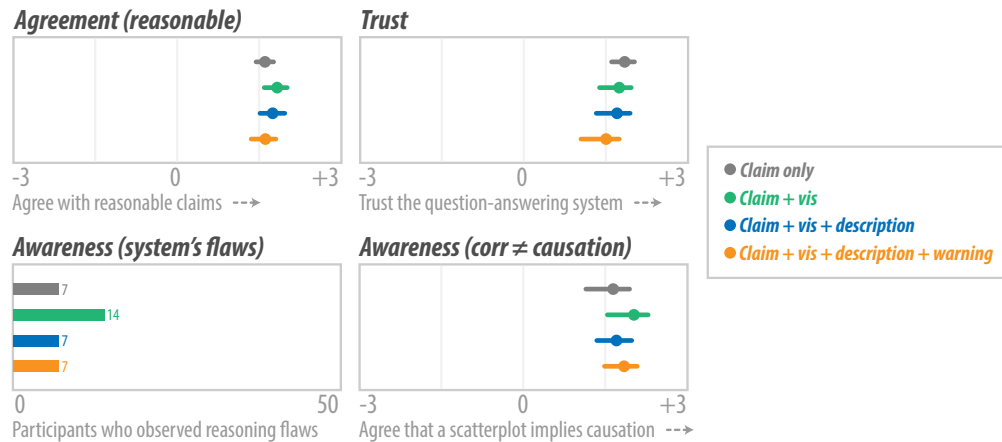 Agreement (reasonable)
-3 0 +3
Agree with reasonable claims
Trust
-3 0 +3
Trust the question-answering system
Claim only
Claim + vis
Claim + vis + description
Claim + vis + description + warning
Awareness (system's flaws)
7
14
7
7
0 50
Participants who observed reasoning flaws
Awareness (corr ≠ causation)
-3 0 +3
Agree that a scatterplot implies causation